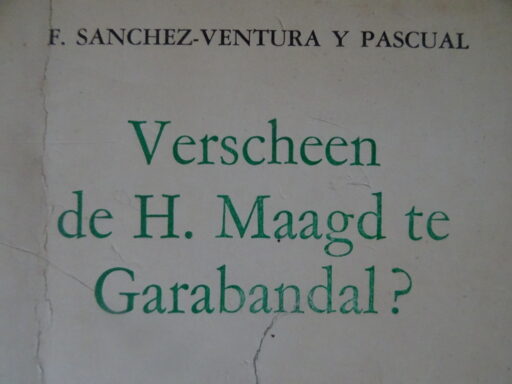 F. SANCHEZ-VENTURA Y PASCUAL
Verscheen
de H. Maagd te
Garabandal?